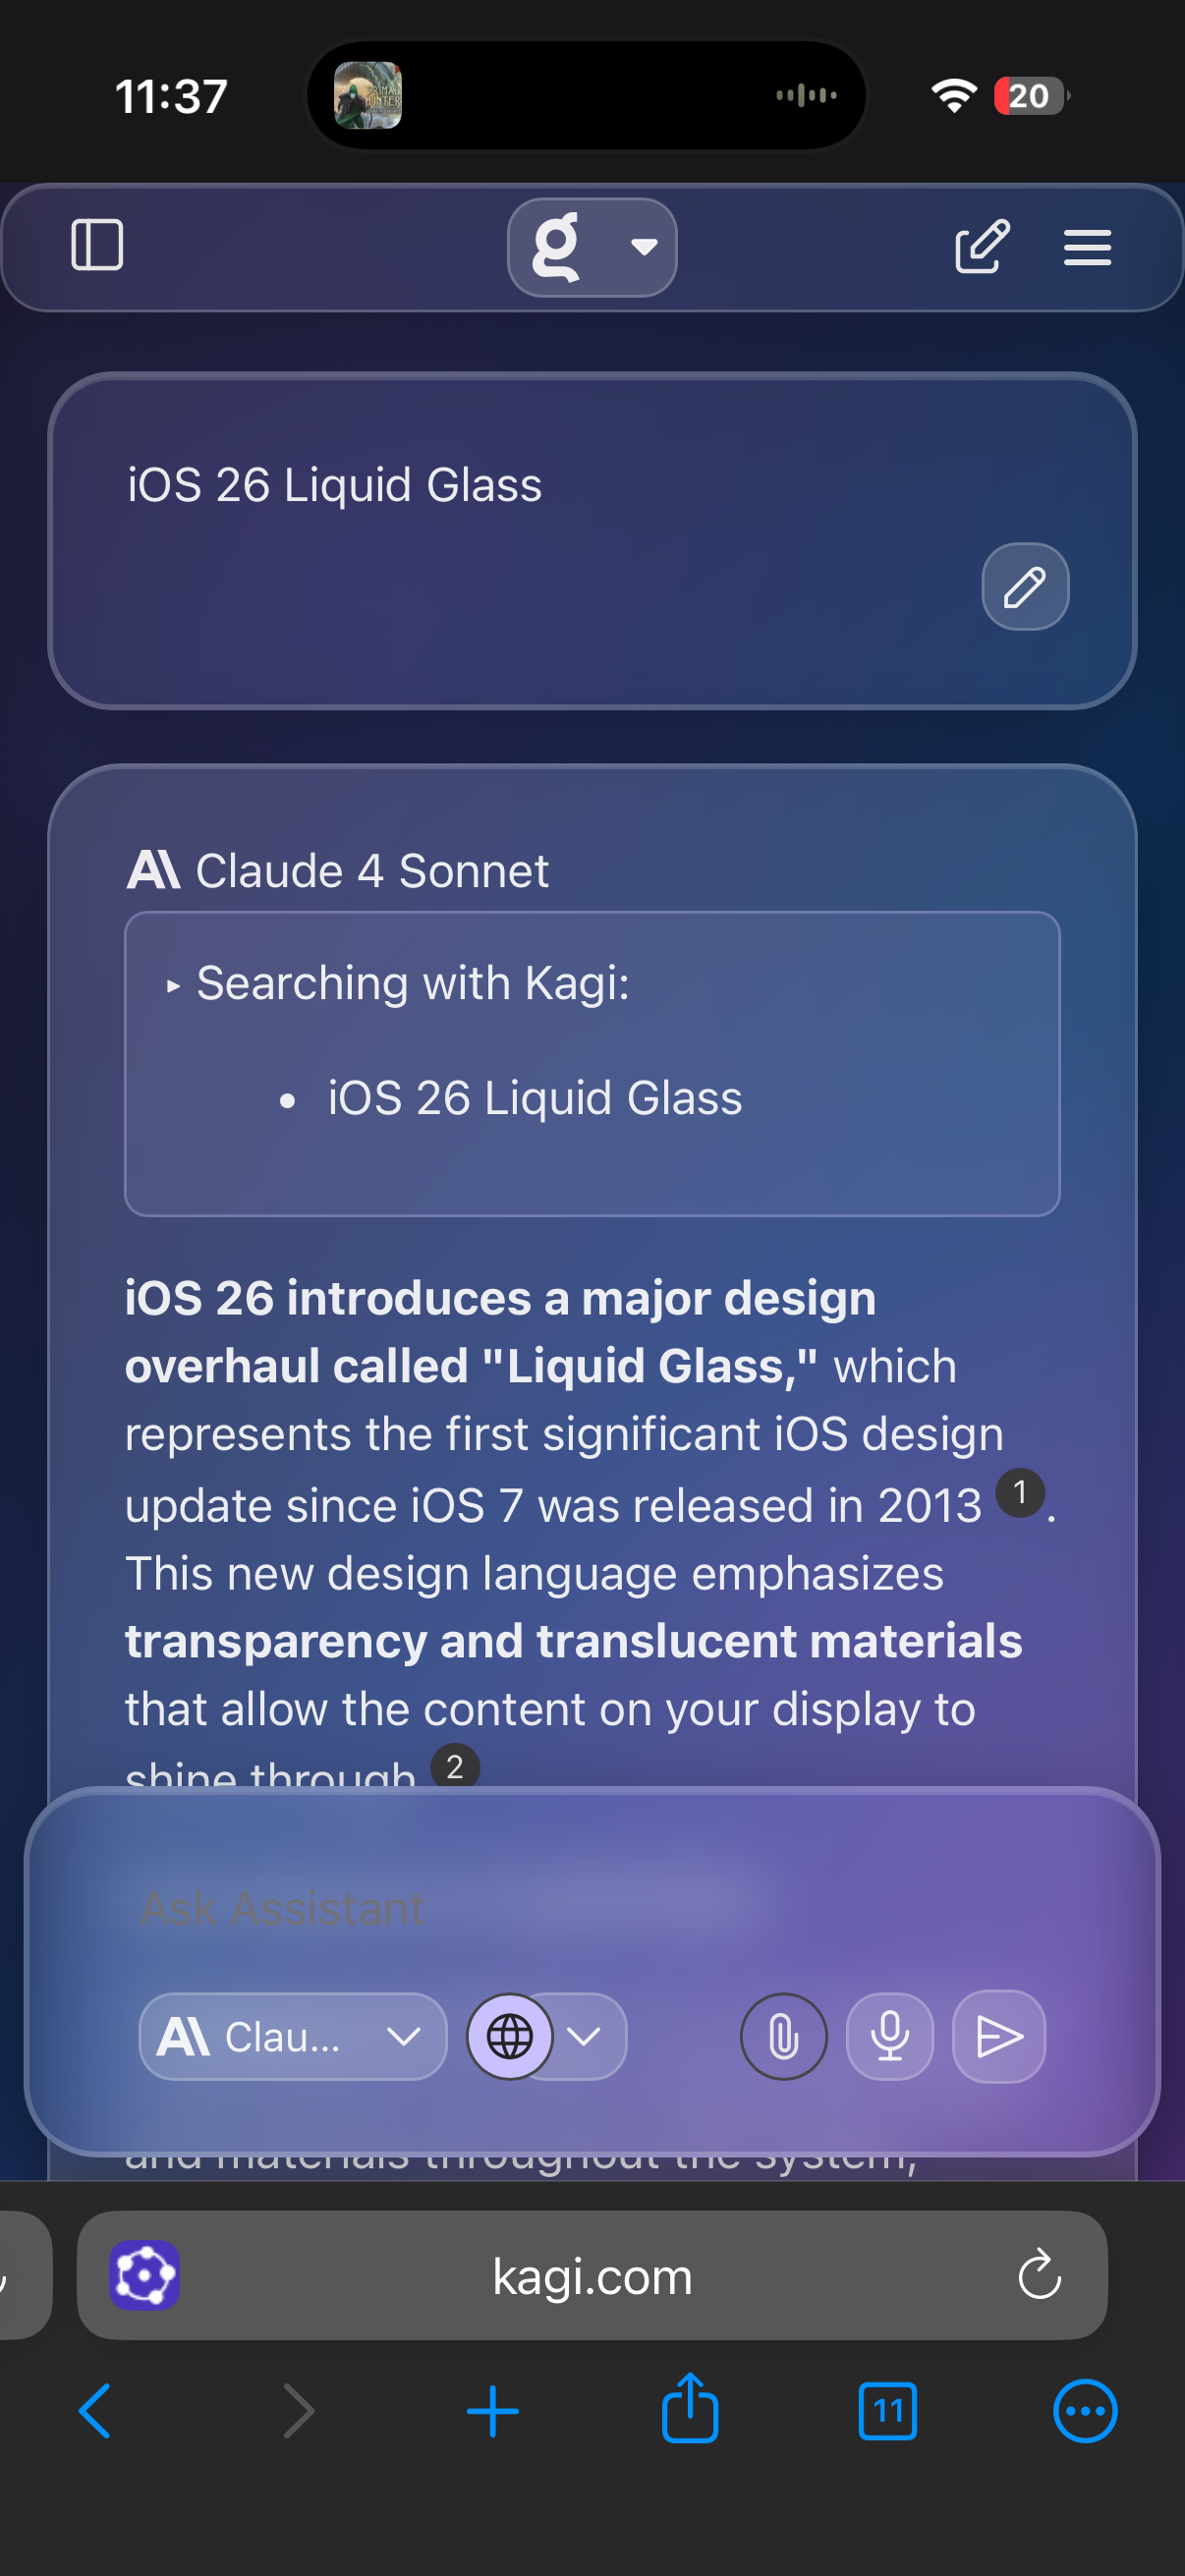 11:37
20
g
iOS 26 Liquid Glass
Claude 4 Sonnet
Searching with Kagi:
• iOS 26 Liquid Glass
iOS 26 introduces a major design
overhaul called "Liquid Glass," which
represents the first significant iOS design
update since iOS 7 was released in 2013 1.
This new design language emphasizes
transparency and translucent materials
that allow the content on your display to
shine through 2
Ask Assistant
Clau...
and materials throughout the system,
kagi.com
11